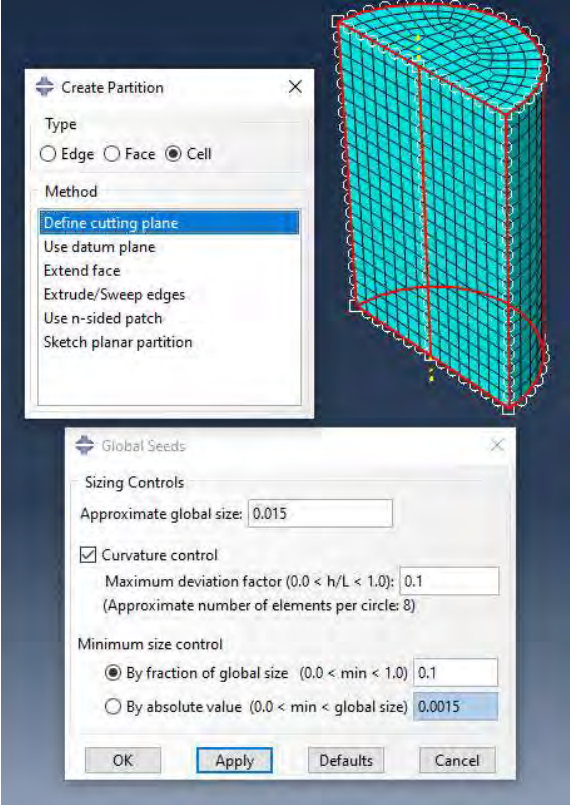 Create Partition
Type
Edge Face Cell
Method
Define cutting plane
Use datum plane
Extend face
Extrude/Sweep edges
Use n-sided patch
Sketch planar partition
Global Seeds
Sizing Controls
Approximate global size: 0.015
Curvature control
Maximum deviation factor (0.0 < h/L < 1.0): 0.1
(Approximate number of elements per circle: 8)
Minimum size control
By fraction of global size (0.0 < min < 1.0) 0.1
By absolute value (0.0 < min < global size) 0.0015
OK Apply Defaults Cancel